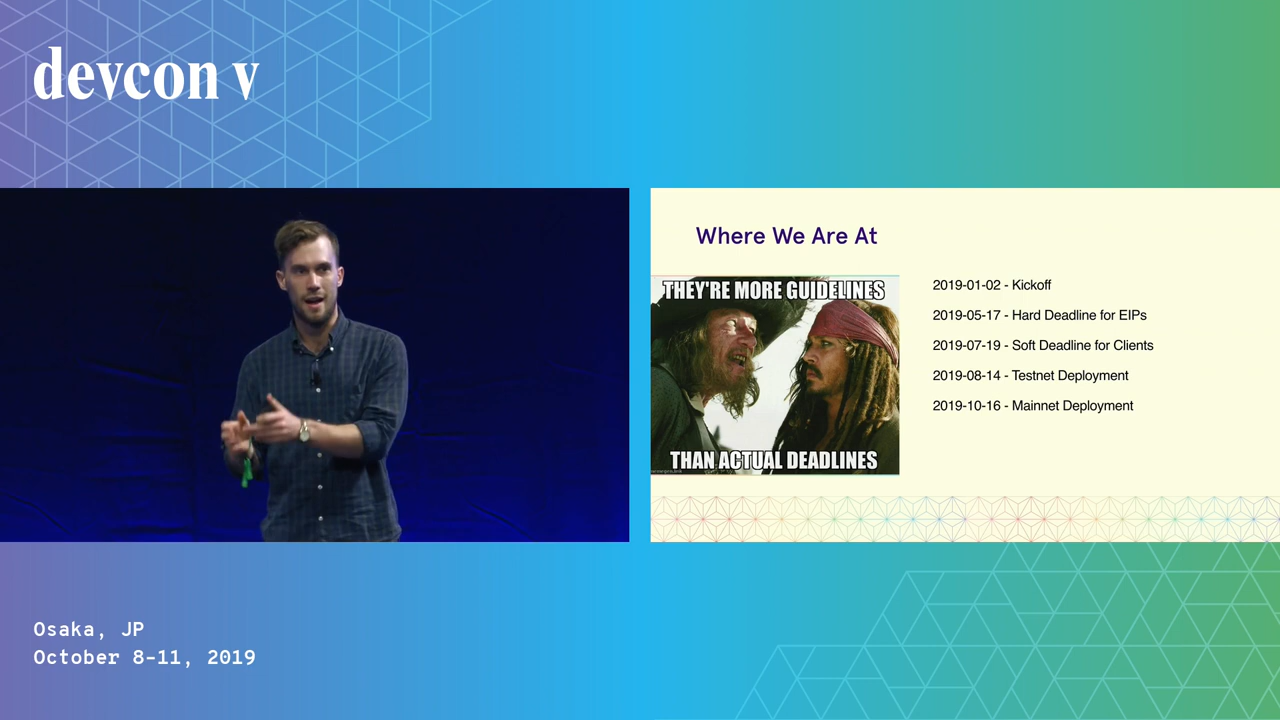 devcon v
Where We Are At
THEY'RE MORE GUIDELINES
THAN ACTUAL DEADLINES
2019-01-02 - Kickoff
2019-05-17 - Hard Deadline for EIPs
2019-07-19 - Soft Deadline for Clients
2019-08-14 - Testnet Deployment
2019-10-16 - Mainnet Deployment
Osaka, JP
October 8-11, 2019